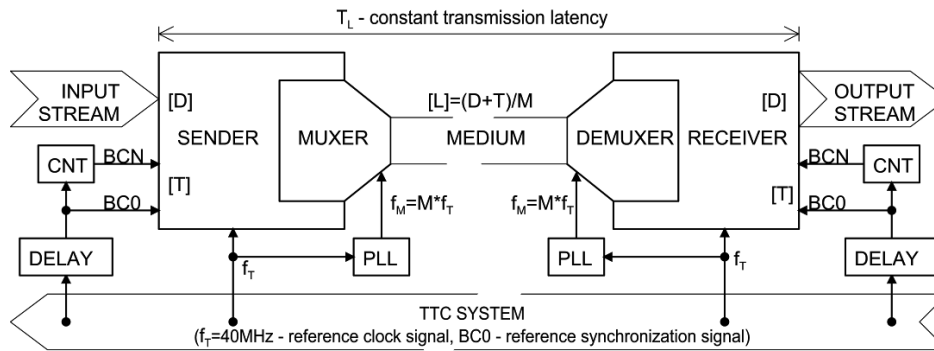 T_L - constant transmission latency
INPUT
STREAM
[D]
SENDER
MUXER
[L]=(D+T)/M
MEDIUM
DEMUXER
RECEIVER
[D]
OUTPUT
STREAM
CNT
BCN
[T]
BC0
DELAY
f_M=M*f_T
PLL
f_T
f_M=M*f_T
PLL
f_T
[T]
BCN
CNT
BC0
DELAY
TTC SYSTEM
(f_T=40MHz - reference clock signal, BC0 - reference synchronization signal)